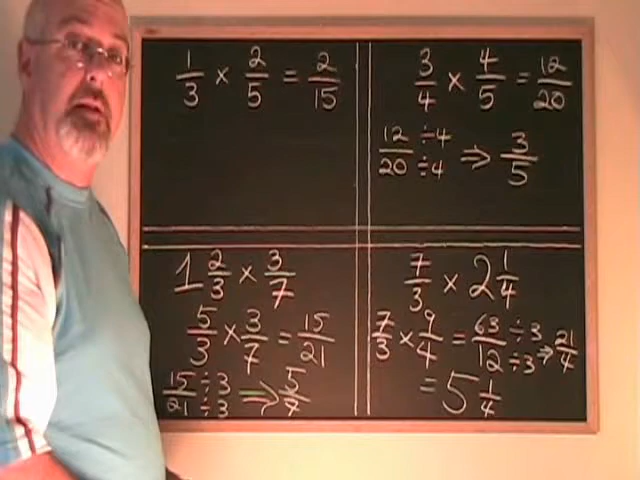 1/3 × 2/5 = 2/15
3/4 × 4/5 = 12/20
12/20 ÷4/÷4 ⇒ 3/5
1 2/3 × 3/7
5/3 × 3/7 = 15/21
15/21 ÷3/÷3 ⇒ 5/7
7/3 × 2 1/4
7/3 × 9/4 = 63/12 ÷3/÷3 ⇒ 21/4
= 5 1/4